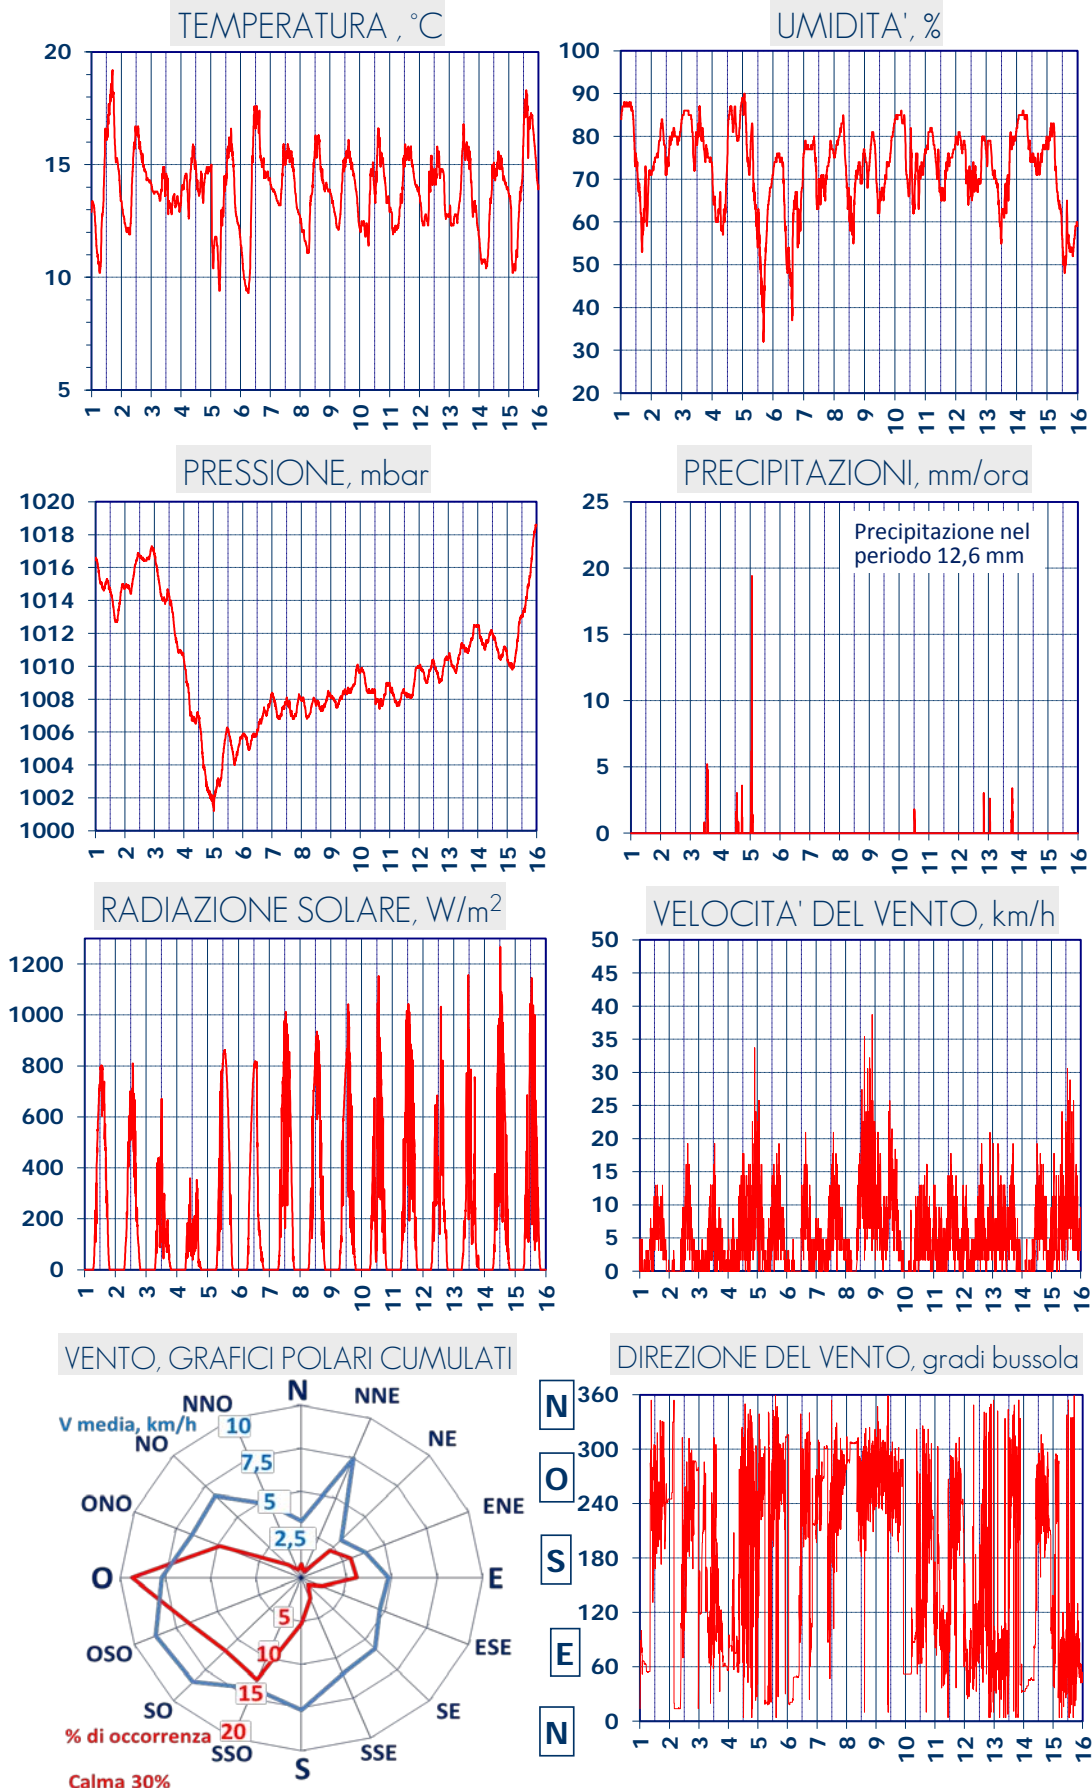 TEMPERATURA , °C
20
15
10
5
1 2 3 4 5 6 7 8 9 10 11 12 13 14 15 16
UMIDITA', %
100
90
80
70
60
50
40
30
20
1 2 3 4 5 6 7 8 9 10 11 12 13 14 15 16
PRESSIONE, mbar
1020
1018
1016
1014
1012
1010
1008
1006
1004
1002
1000
1 2 3 4 5 6 7 8 9 10 11 12 13 14 15 16
PRECIPITAZIONI, mm/ora
25
20
15
10
5
0
Precipitazione nel
periodo 12,6 mm
1 2 3 4 5 6 7 8 9 10 11 12 13 14 15 16
RADIAZIONE SOLARE, W/m²
1200
1000
800
600
400
200
0
1 2 3 4 5 6 7 8 9 10 11 12 13 14 15 16
VELOCITA' DEL VENTO, km/h
50
45
40
35
30
25
20
15
10
5
0
1 2 3 4 5 6 7 8 9 10 11 12 13 14 15 16
VENTO, GRAFICI POLARI CUMULATI
N
NNE
NE
ENE
E
ESE
SE
SSE
S
SSO
SO
OSO
O
ONO
NO
NNO
V media, km/h
10
7,5
5
2,5
5
10
15
20
% di occorrenza
Calma 30%
DIREZIONE DEL VENTO, gradi bussola
N
O
S
E
N
360
300
240
180
120
60
0
1 2 3 4 5 6 7 8 9 10 11 12 13 14 15 16